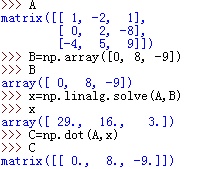 >>> A
matrix([[ 1, -2,  1],
        [ 0,  2, -8],
        [-4,  5,  9]])
>>> B=np.array([0, 8, -9])
>>> B
array([ 0,  8, -9])
>>> x=np.linalg.solve(A,B)
>>> x
array([ 29.,  16.,   3.])
>>> C=np.dot(A,x)
>>> C
matrix([[ 0.,  8., -9.]])